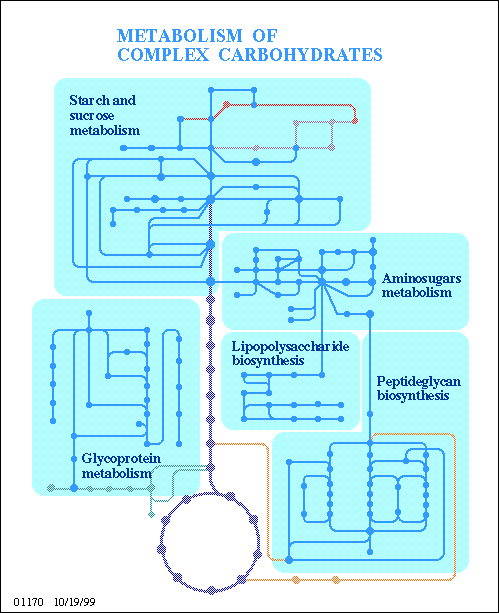 METABOLISM OF
COMPLEX CARBOHYDRATES
Starch and
sucrose
metabolism
Aminosugars
metabolism
Lipopolysaccharide
biosynthesis
Peptideglycan
biosynthesis
Glycoprotein
metabolism
01170 10/19/99